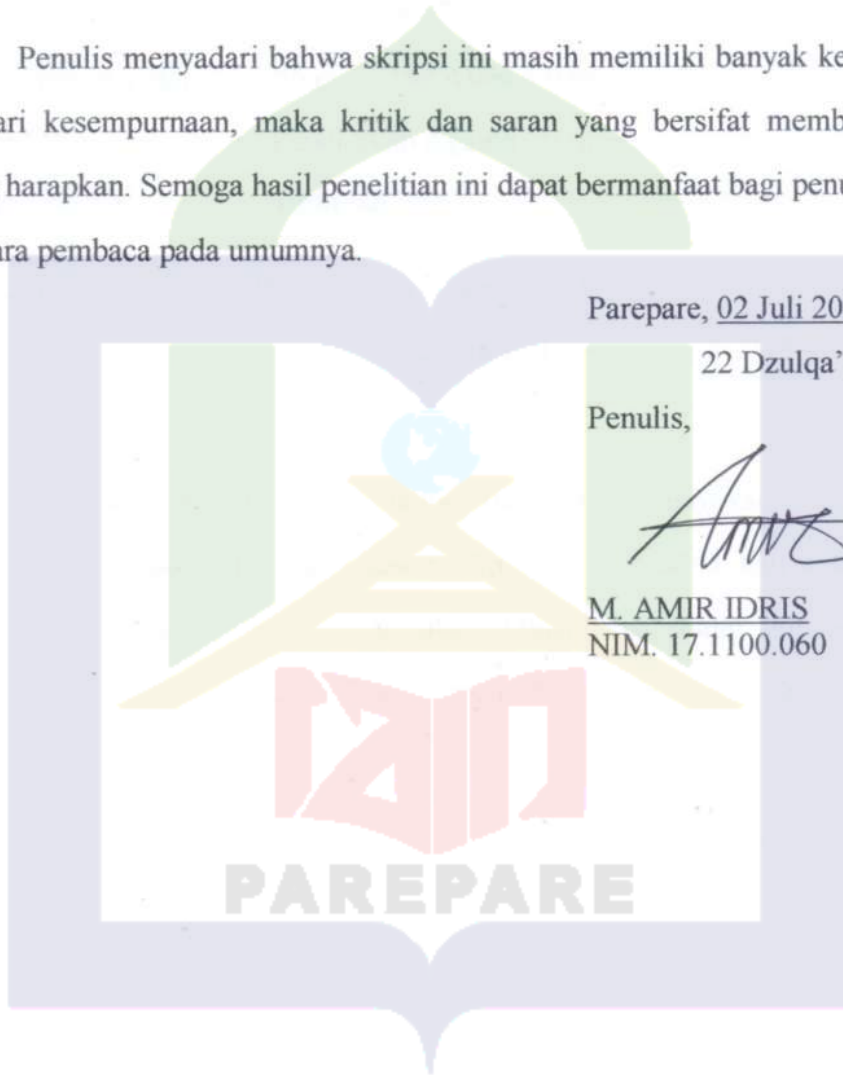 Penulis menyadari bahwa skripsi ini masih memiliki banyak ke
ari kesempurnaan, maka kritik dan saran yang bersifat memb
harapkan. Semoga hasil penelitian ini dapat bermanfaat bagi penu
ara pembaca pada umumnya.
Parepare, 02 Juli 20
22 Dzulqa'
Penulis,
M. AMIR IDRIS
NIM. 17.1100.060
iain
PAREPARE